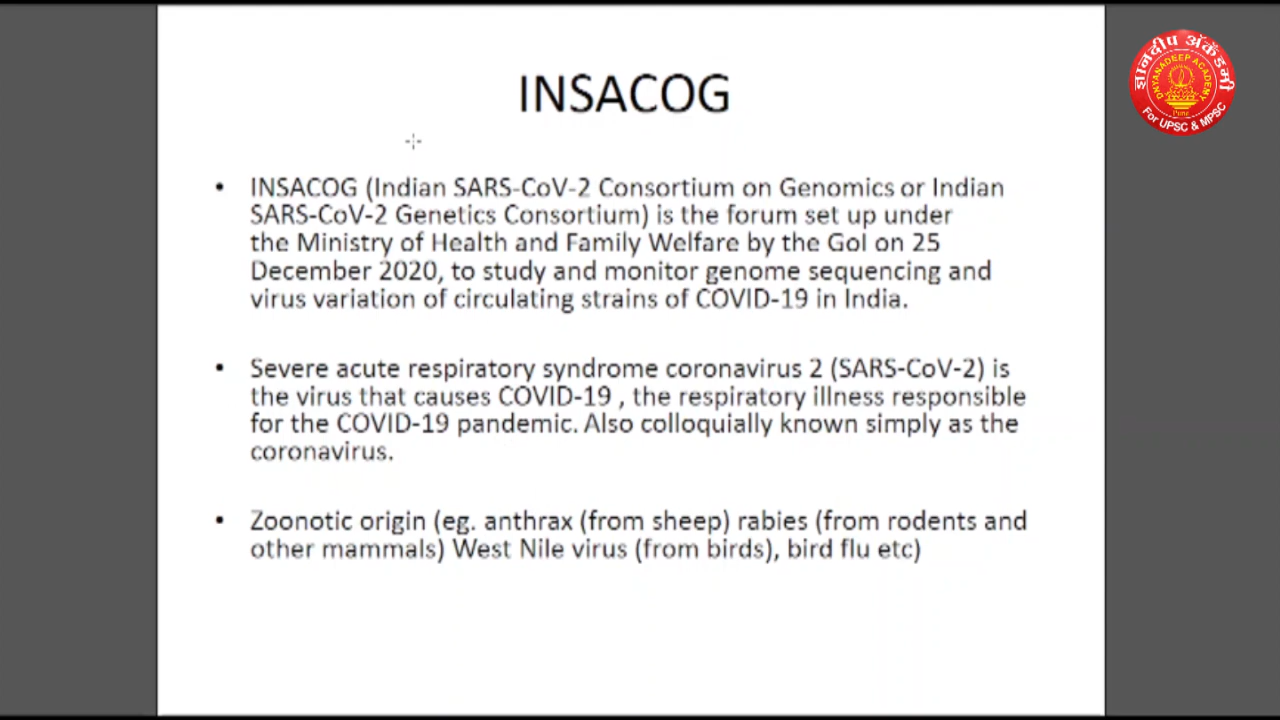 INSACOG
• INSACOG (Indian SARS-CoV-2 Consortium on Genomics or Indian
SARS-CoV-2 Genetics Consortium) is the forum set up under
the Ministry of Health and Family Welfare by the GoI on 25
December 2020, to study and monitor genome sequencing and
virus variation of circulating strains of COVID-19 in India.
• Severe acute respiratory syndrome coronavirus 2 (SARS-CoV-2) is
the virus that causes COVID-19 , the respiratory illness responsible
for the COVID-19 pandemic. Also colloquially known simply as the
coronavirus.
• Zoonotic origin (eg. anthrax (from sheep) rabies (from rodents and
other mammals) West Nile virus (from birds), bird flu etc)
ज्ञानदीप अॅकॅडमी
DNYANADEEP ACADEMY
Pune
For UPSC & MPSC